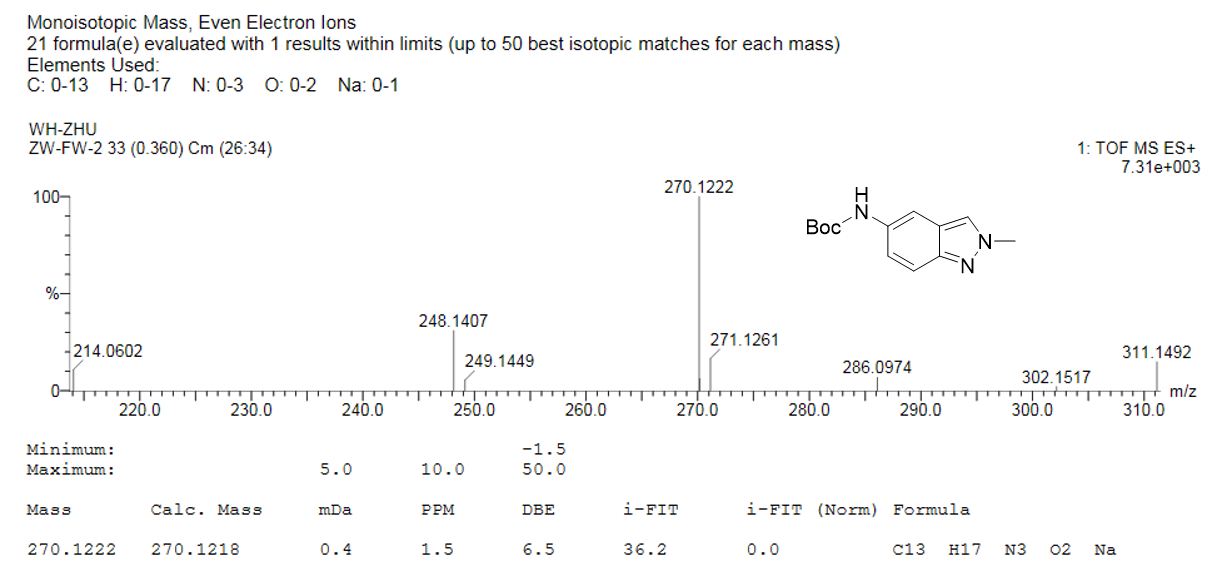 Monoisotopic Mass, Even Electron Ions
21 formula(e) evaluated with 1 results within limits (up to 50 best isotopic matches for each mass)
Elements Used:
C: 0-13 H: 0-17 N: 0-3 O: 0-2 Na: 0-1
WH-ZHU
ZW-FW-2 33 (0.360) Cm (26:34)
1: TOF MS ES+
7.31e+003
100
%
0
270.1222
248.1407
214.0602
249.1449
271.1261
286.0974
302.1517
311.1492
H
N
Boc
N
N
m/z
220.0 230.0 240.0 250.0 260.0 270.0 280.0 290.0 300.0 310.0
Minimum: -1.5
Maximum: 5.0 10.0 50.0
Mass Calc. Mass mDa PPM DBE i-FIT i-FIT (Norm) Formula
270.1222 270.1218 0.4 1.5 6.5 36.2 0.0 C13 H17 N3 O2 Na